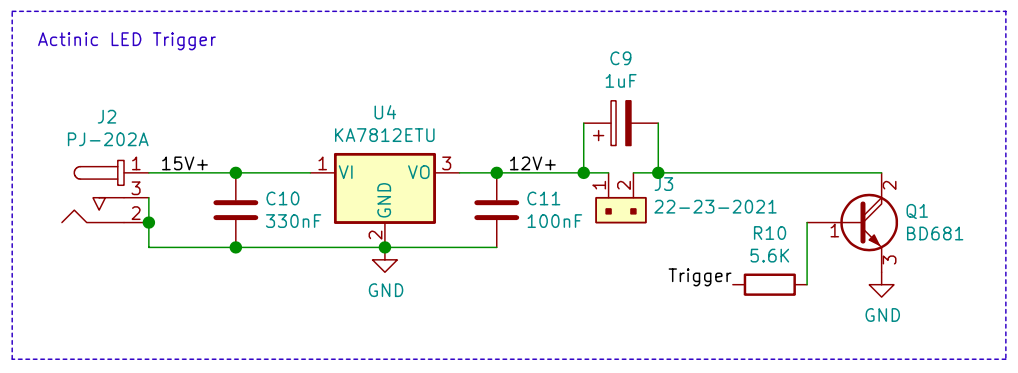 Actinic LED Trigger
C9
1uF
+
J2
PJ-202A
U4
KA7812ETU
1
15V+
1
VI
VO
3
12V+
3
2
GND
2
C10
330nF
C11
100nF
1
2
J3
22-23-2021
2
Q1
BD681
1
3
R10
5.6K
Trigger
GND
GND